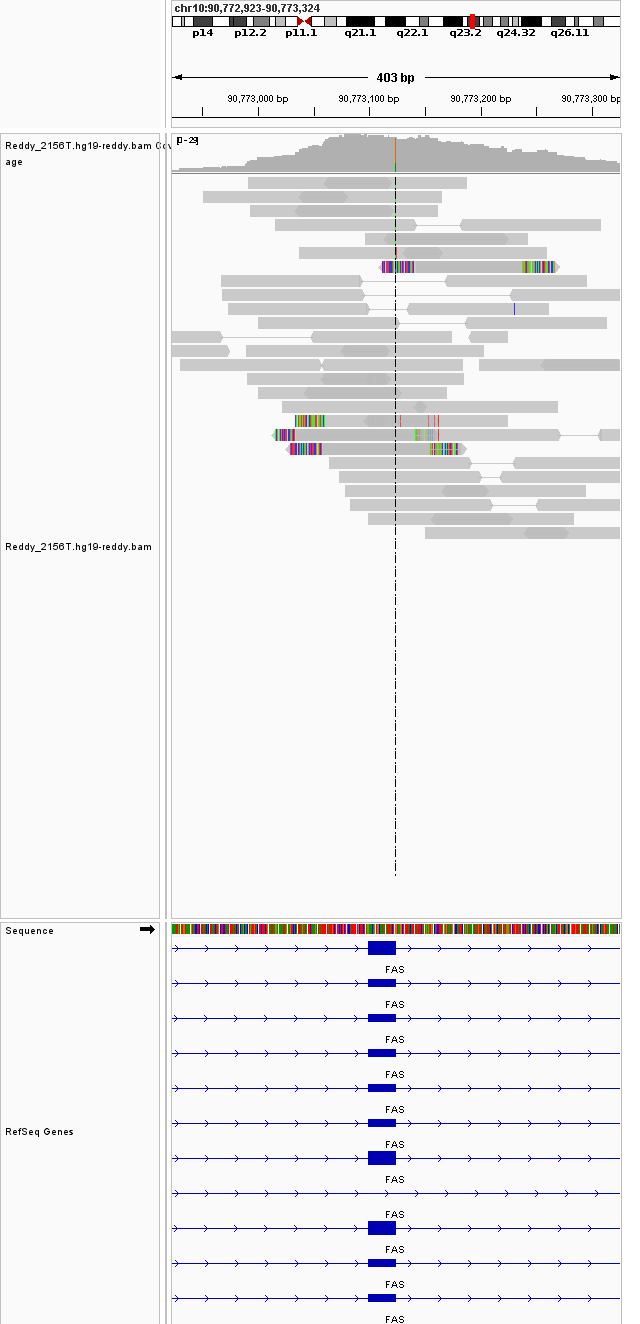 chr10:90,772,923-90,773,324
p14 p12.2 p11.1 q21.1 q22.1 q23.2 q24.32 q26.11
403 bp
90,773,000 bp 90,773,100 bp 90,773,200 bp 90,773,300
Reddy_2156T.hg19-reddy.bam
age
[0-29]
Reddy_2156T.hg19-reddy.bam
Sequence
FAS
FAS
FAS
FAS
FAS
RefSeq Genes
FAS
FAS
FAS
FAS
FAS
FAS